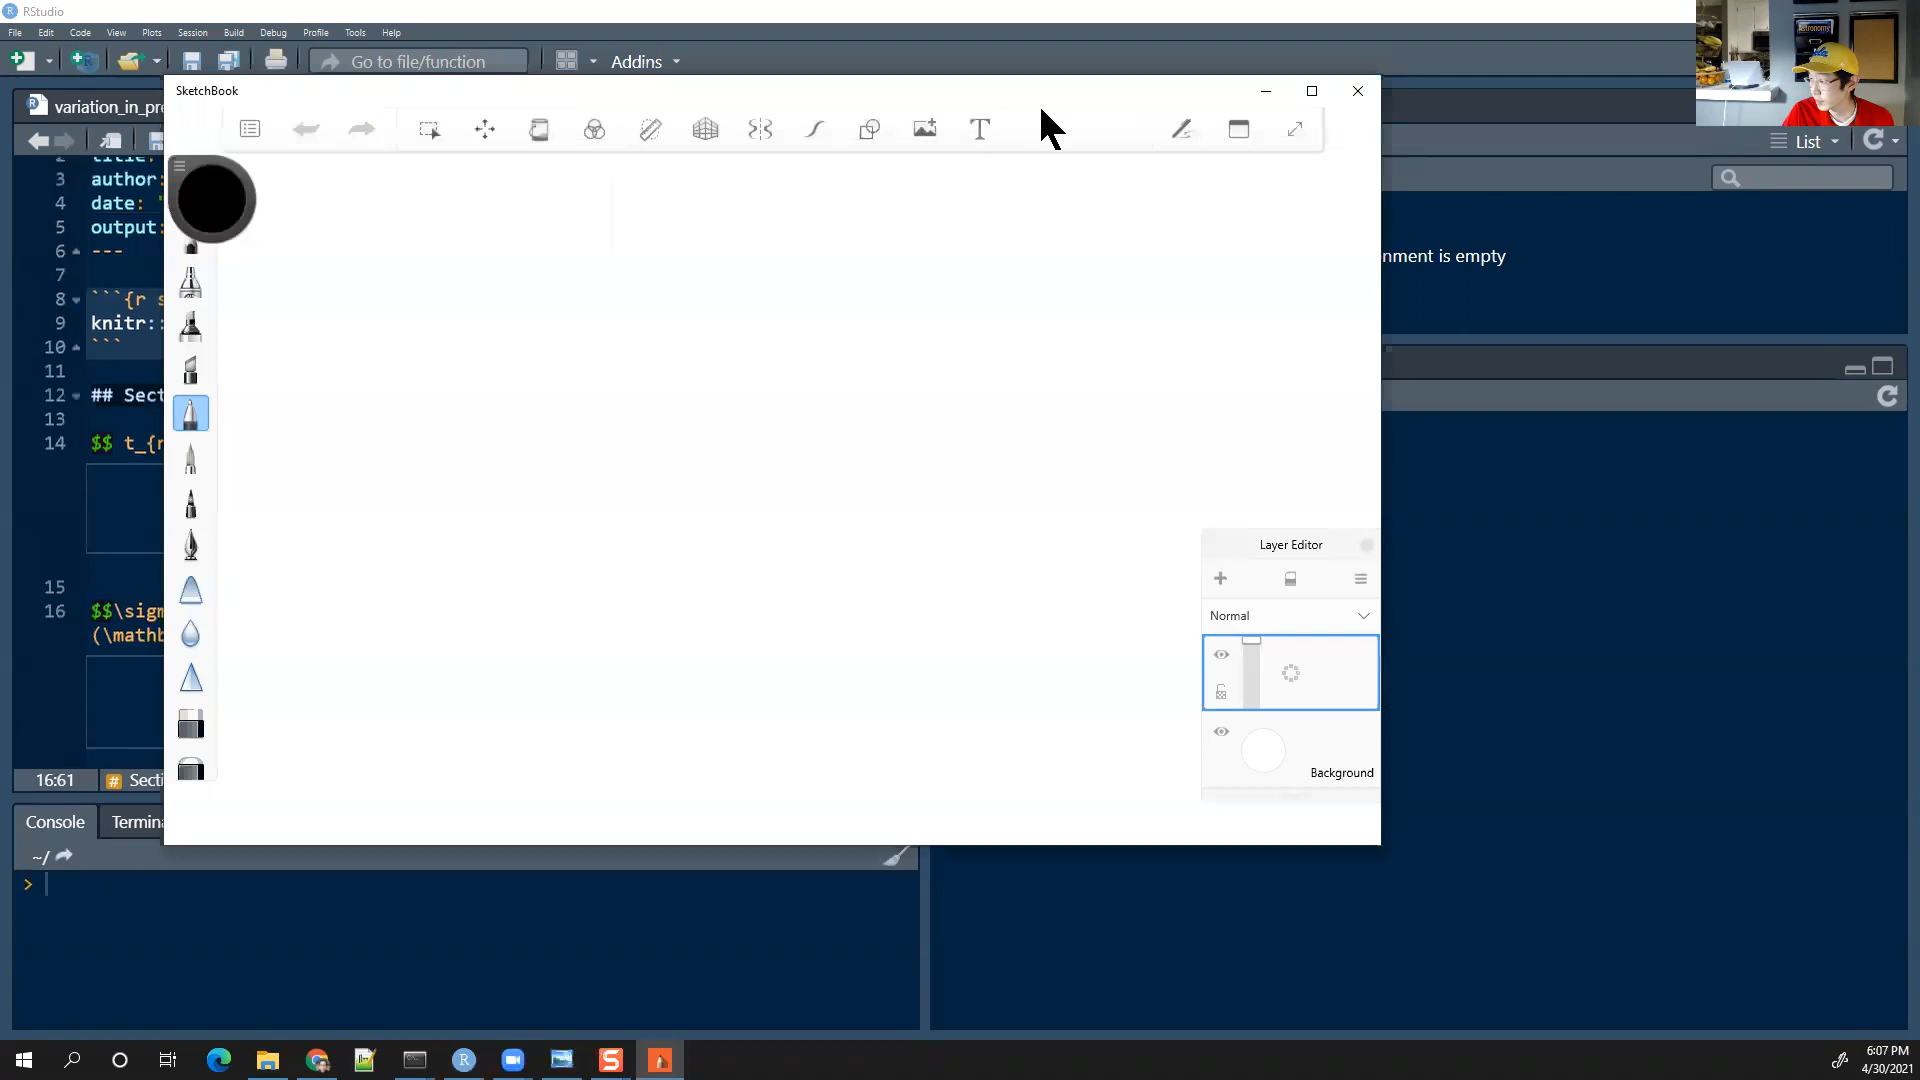 RStudio
File Edit Code View Plots Session Build Debug Profile Tools Help
Go to file/function Addins
variation_in_pre
SketchBook
List
3 author:
4 date: "
5 output:
6 ---
7
8 ```{r s
9 knitr::
10 ```
11
12 ## Sect
13
14 $$ t_{r
15
16 $$\sigm
(\mathb
nment is empty
T
Layer Editor
Normal
Background
16:61 # Secti
Console Termina
~/
>
6:07 PM
4/30/2021